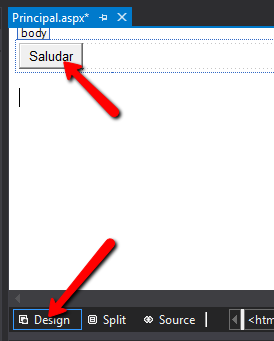 Principal.aspx*
body
Saludar
Design Split Source <htm